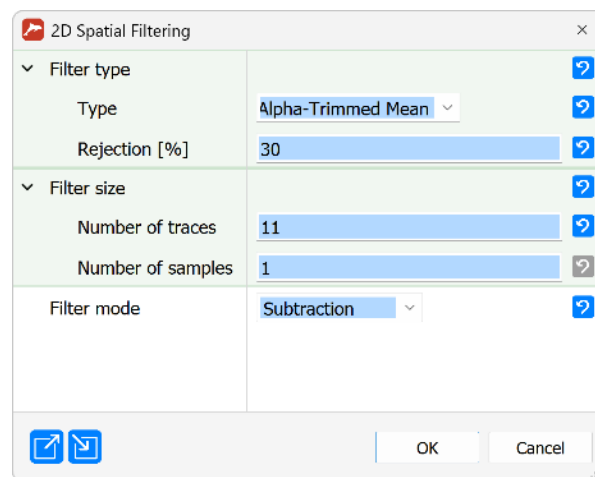 2D Spatial Filtering
Filter type
Type Alpha-Trimmed Mean
Rejection [%] 30
Filter size
Number of traces 11
Number of samples 1
Filter mode Subtraction
OK Cancel